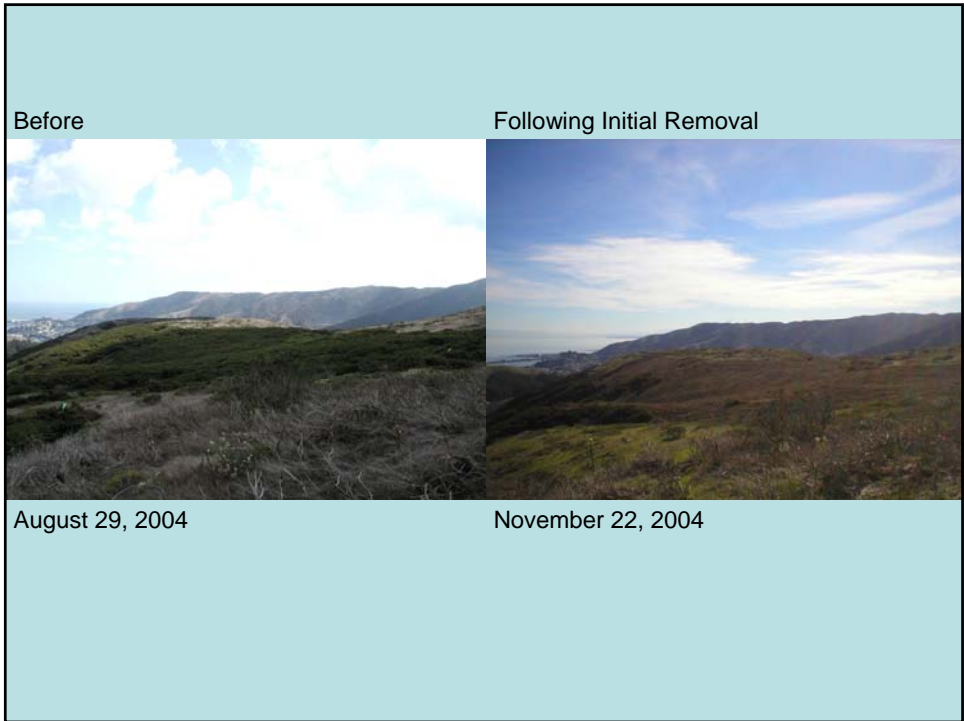 Before
Following Initial Removal
August 29, 2004
November 22, 2004